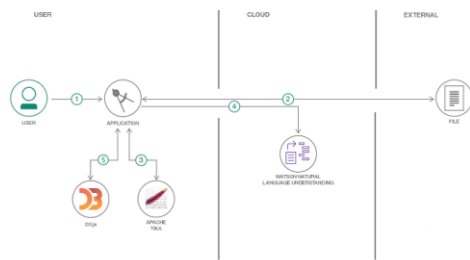 USER
CLOUD
EXTERNAL
1
2
4
USER
APPLICATION
FILE
5
3
WATSON NATURAL
LANGUAGE UNDERSTANDING
D3.js
APACHE
TIKA